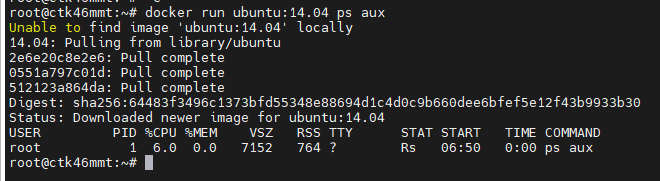 root@ctk46mmt:~# docker run ubuntu:14.04 ps aux
Unable to find image 'ubuntu:14.04' locally
14.04: Pulling from library/ubuntu
2e6e20c8e2e6: Pull complete
0551a797c01d: Pull complete
512123a864da: Pull complete
Digest: sha256:64483f3496c1373bfd55348e88694d1c4d0c9b660dee6bfef5e12f43b9933b30
Status: Downloaded newer image for ubuntu:14.04
USER       PID %CPU %MEM    VSZ   RSS TTY      STAT START   TIME COMMAND
root         1  6.0  0.0   7152   764 ?        Rs   06:50   0:00 ps aux
root@ctk46mmt:~#